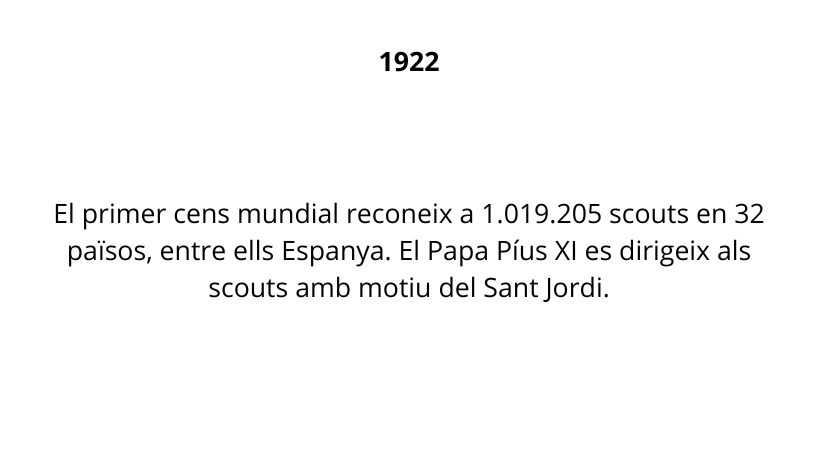 1922
El primer cens mundial reconeix a 1.019.205 scouts en 32
països, entre ells Espanya. El Papa Píus XI es dirigeix als
scouts amb motiu del Sant Jordi.